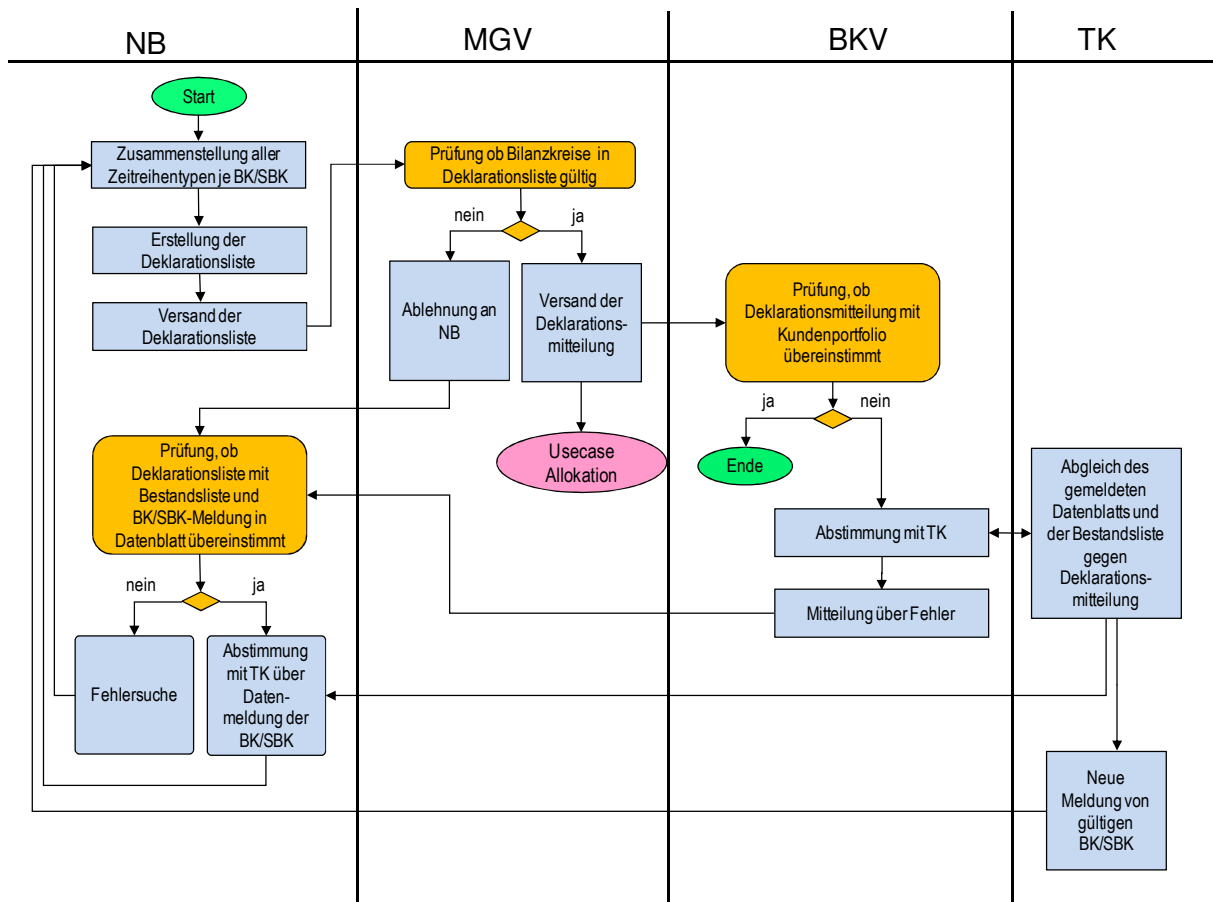 NB
MGV
BKV
TK
Start
Zusammenstellung aller
Zeitreihentypen je BK/SBK
Erstellung der
Deklarationsliste
Versand der
Deklarationsliste
Prüfung ob Bilanzkreise in
Deklarationsliste gültig
nein
ja
Ablehnung an
NB
Versand der
Deklarations-
mitteilung
Usecase
Allokation
Prüfung, ob
Deklarationsmitteilung mit
Kundenportfolio
übereinstimmt
ja
nein
Ende
Abstimmung mit TK
Mitteilung über Fehler
Abgleich des
gemeldeten
Datenblatts und
der Bestandsliste
gegen
Deklarations-
mitteilung
Prüfung, ob
Deklarationsliste mit
Bestandsliste und
BK/SBK-Meldung in
Datenblatt übereinstimmt
nein
ja
Fehlersuche
Abstimmung
mit TK über
Daten-
meldung der
BK/SBK
Neue
Meldung von
gültigen
BK/SBK